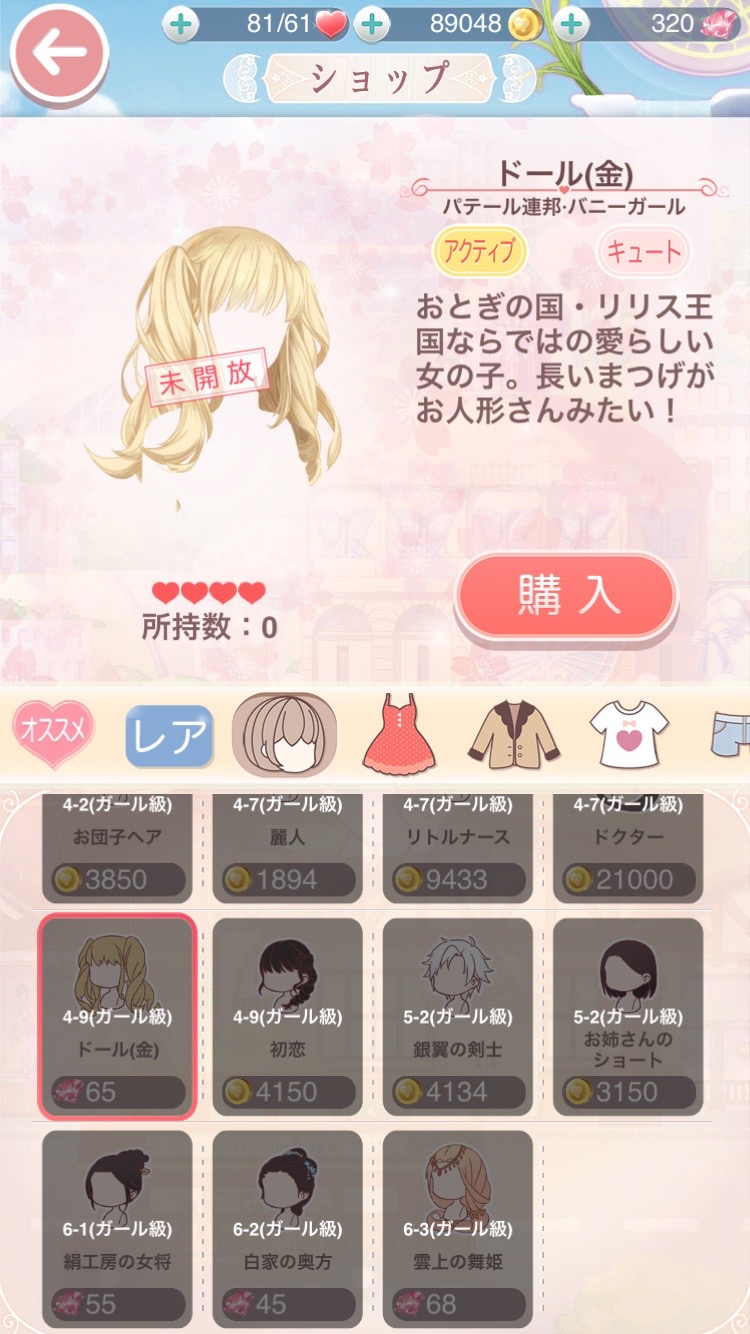 81/61
89048
320
ショップ
ドール(金)
パテール連邦·バニーガール
アクティブ
キュート
おとぎの国・リリス王
国ならではの愛らしい
女の子。長いまつげが
お人形さんみたい！
未開放
所持数：0
購入
オススメ
レア
4-2(ガール級)
4-7(ガール級)
4-7(ガール級)
4-7(ガール級)
お団子ヘア
麗人
リトルナース
ドクター
3850
1894
9433
21000
4-9(ガール級)
4-9(ガール級)
5-2(ガール級)
5-2(ガール級)
ドール(金)
初恋
銀翼の剣士
お姉さんの
ショート
65
4150
4134
3150
6-1(ガール級)
6-2(ガール級)
6-3(ガール級)
絹工房の女将
白家の奥方
雲上の舞姫
55
45
68